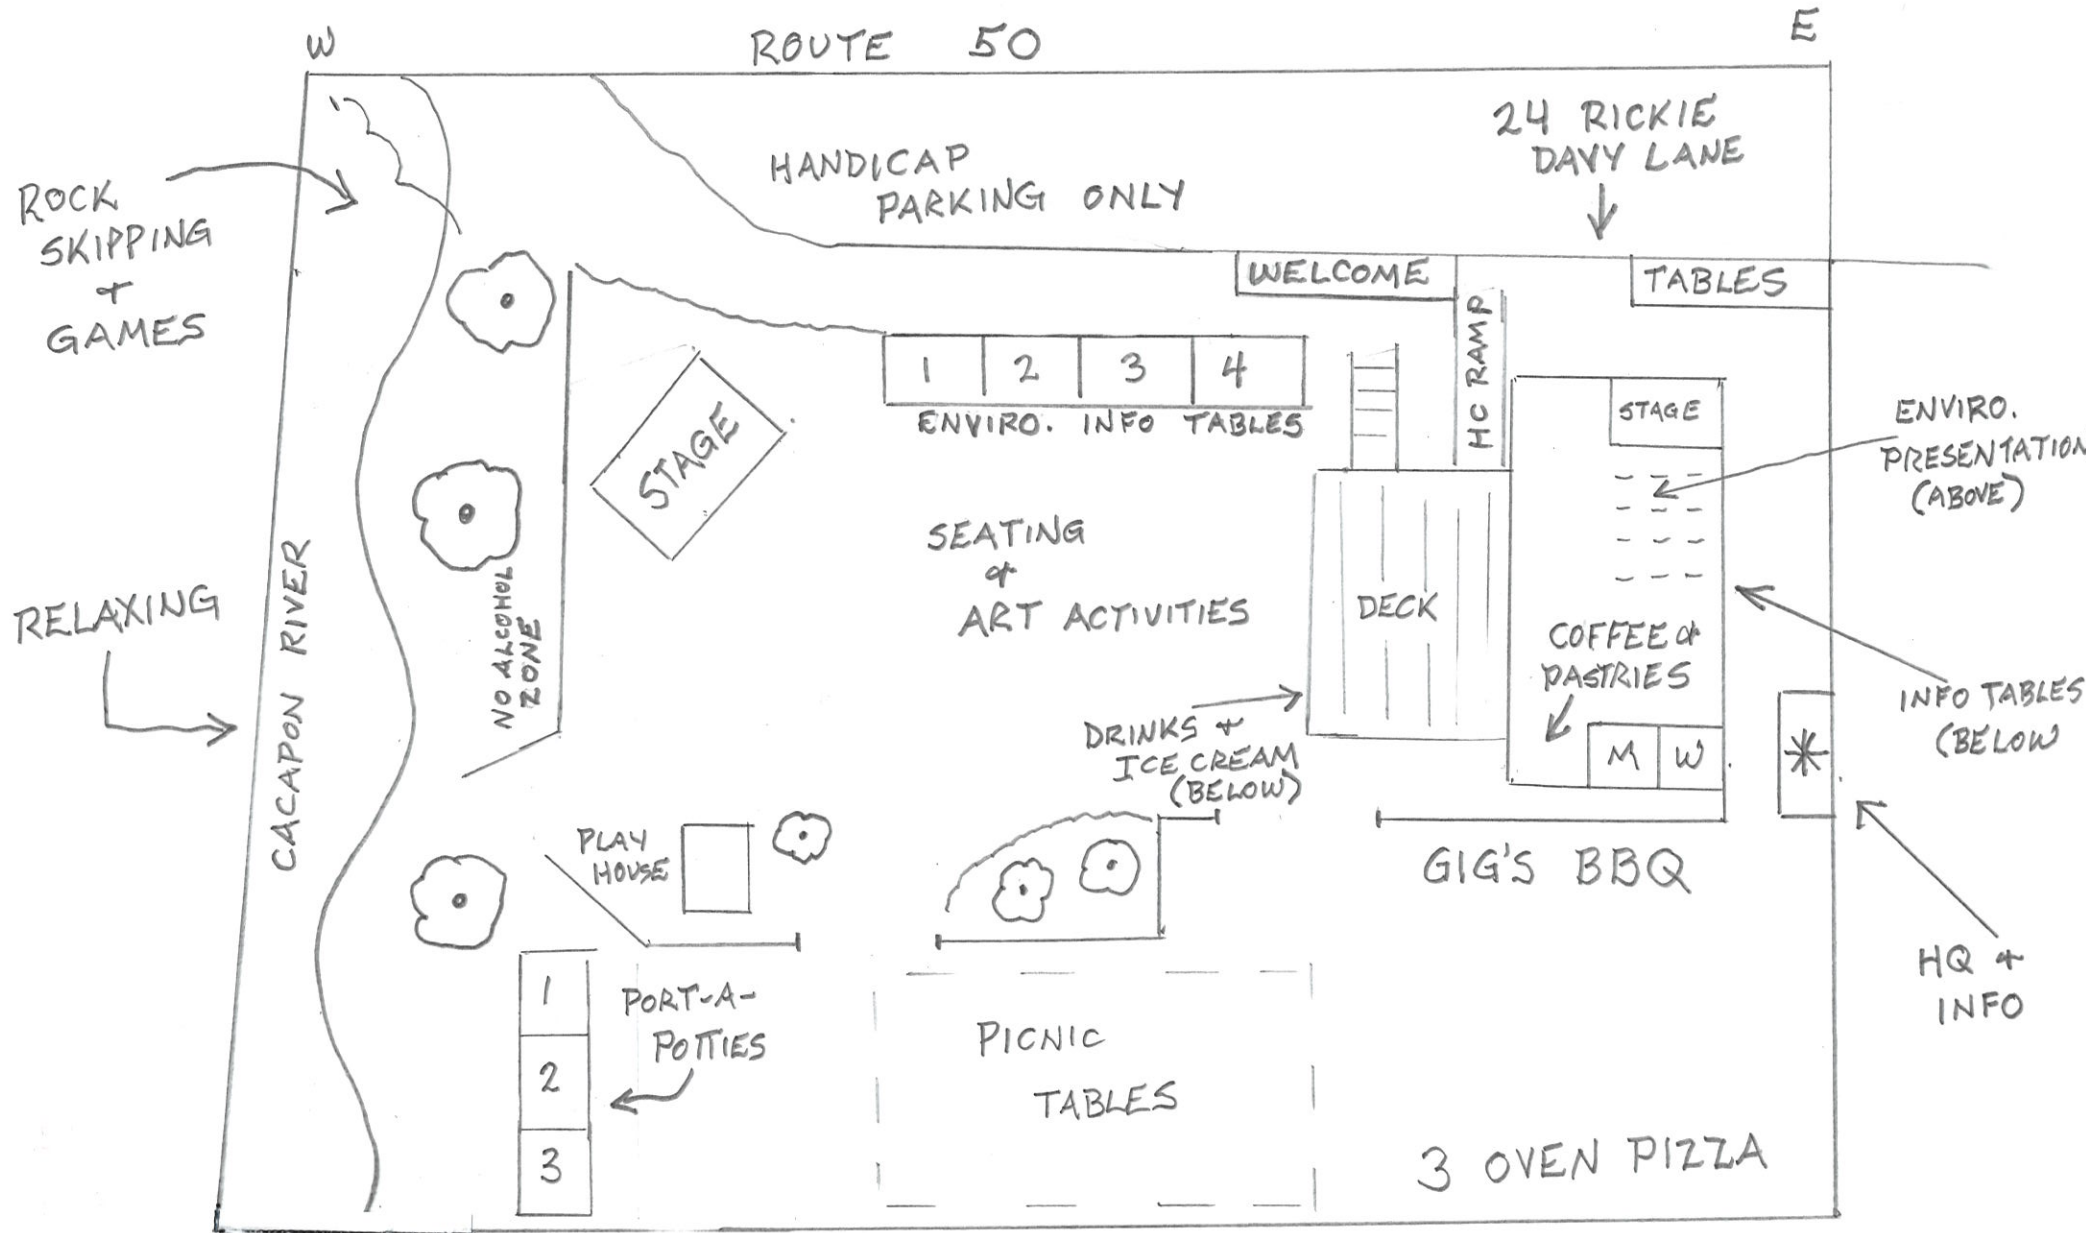 W
ROUTE 50
E
24 RICKIE
DAVY LANE
HANDICAP
PARKING ONLY
ROCK
SKIPPING
+
GAMES
WELCOME
TABLES
HC RAMP
1 2 3 4
ENVIRO. INFO TABLES
STAGE
STAGE
ENVIRO.
PRESENTATION
(ABOVE)
SEATING
&
ART ACTIVITIES
DECK
NO ALCOHOL
ZONE
CACAPON RIVER
RELAXING
COFFEE &
PASTRIES
M W
INFO TABLES
(BELOW
DRINKS +
ICE CREAM
(BELOW)
*
PLAY
HOUSE
GIG'S BBQ
HQ +
INFO
1
2
3
PORT-A-
POTTIES
PICNIC
TABLES
3 OVEN PIZZA